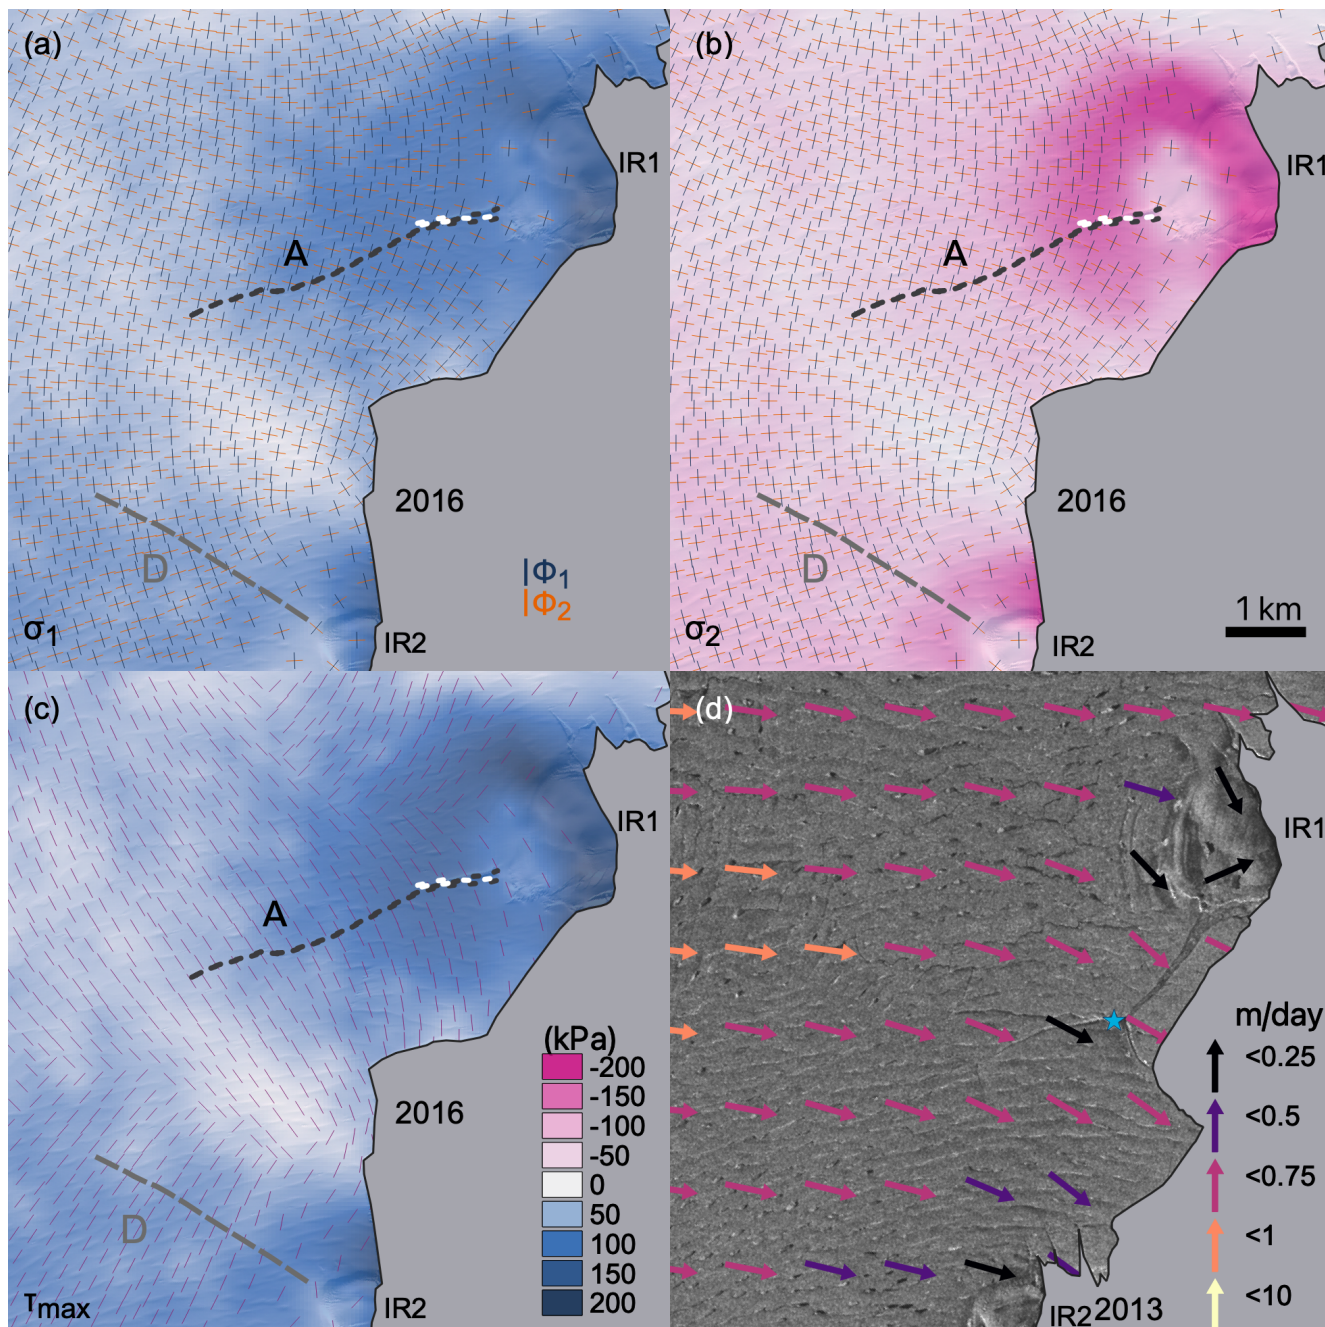 (a)
IR1
A
2016
D
Φ1
Φ2
σ1
IR2
(b)
IR1
A
2016
D
1 km
σ2
IR2
(c)
IR1
A
(kPa)
-200
-150
-100
-50
0
50
100
150
200
2016
D
τmax
IR2
(d)
IR1
m/day
<0.25
<0.5
<0.75
<1
<10
IR2 2013